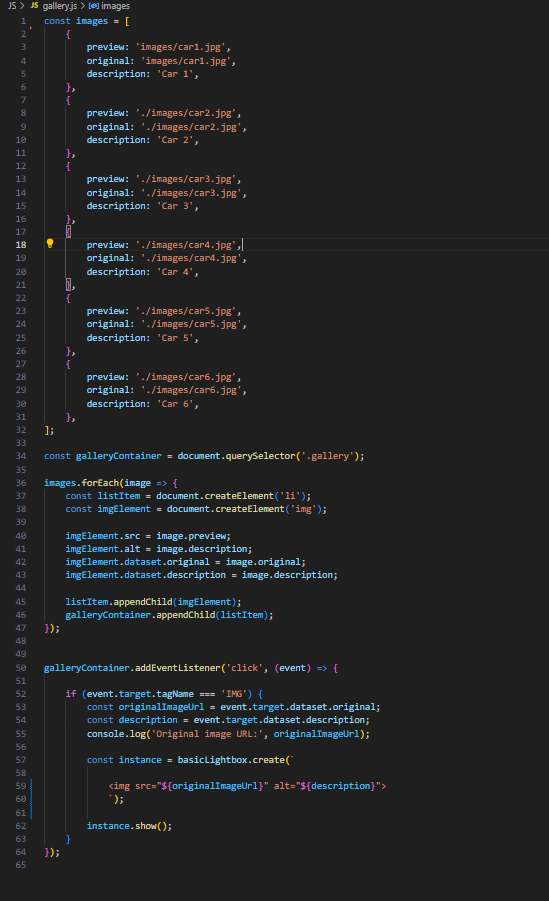 JS > JS gallery.js > images
1 const images = [
2 {
3 preview: 'images/car1.jpg',
4 original: 'images/car1.jpg',
5 description: 'Car 1',
6 },
7 {
8 preview: './images/car2.jpg',
9 original: './images/car2.jpg',
10 description: 'Car 2',
11 },
12 {
13 preview: './images/car3.jpg',
14 original: './images/car3.jpg',
15 description: 'Car 3',
16 },
17 {
18 preview: './images/car4.jpg',
19 original: './images/car4.jpg',
20 description: 'Car 4',
21 },
22 {
23 preview: './images/car5.jpg',
24 original: './images/car5.jpg',
25 description: 'Car 5',
26 },
27 {
28 preview: './images/car6.jpg',
29 original: './images/car6.jpg',
30 description: 'Car 6',
31 },
32 ];
33
34 const galleryContainer = document.querySelector('.gallery');
35
36 images.forEach(image => {
37 const listItem = document.createElement('li');
38 const imgElement = document.createElement('img');
39
40 imgElement.src = image.preview;
41 imgElement.alt = image.description;
42 imgElement.dataset.original = image.original;
43 imgElement.dataset.description = image.description;
44
45 listItem.appendChild(imgElement);
46 galleryContainer.appendChild(listItem);
47 });
48
49
50 galleryContainer.addEventListener('click', (event) => {
51
52 if (event.target.tagName === 'IMG') {
53 const originalImageUrl = event.target.dataset.original;
54 const description = event.target.dataset.description;
55 console.log('Original image URL:', originalImageUrl);
56
57 const instance = basicLightbox.create(`
58
59 <img src="${originalImageUrl}" alt="${description}">
60 `);
61
62 instance.show();
63 }
64 });
65